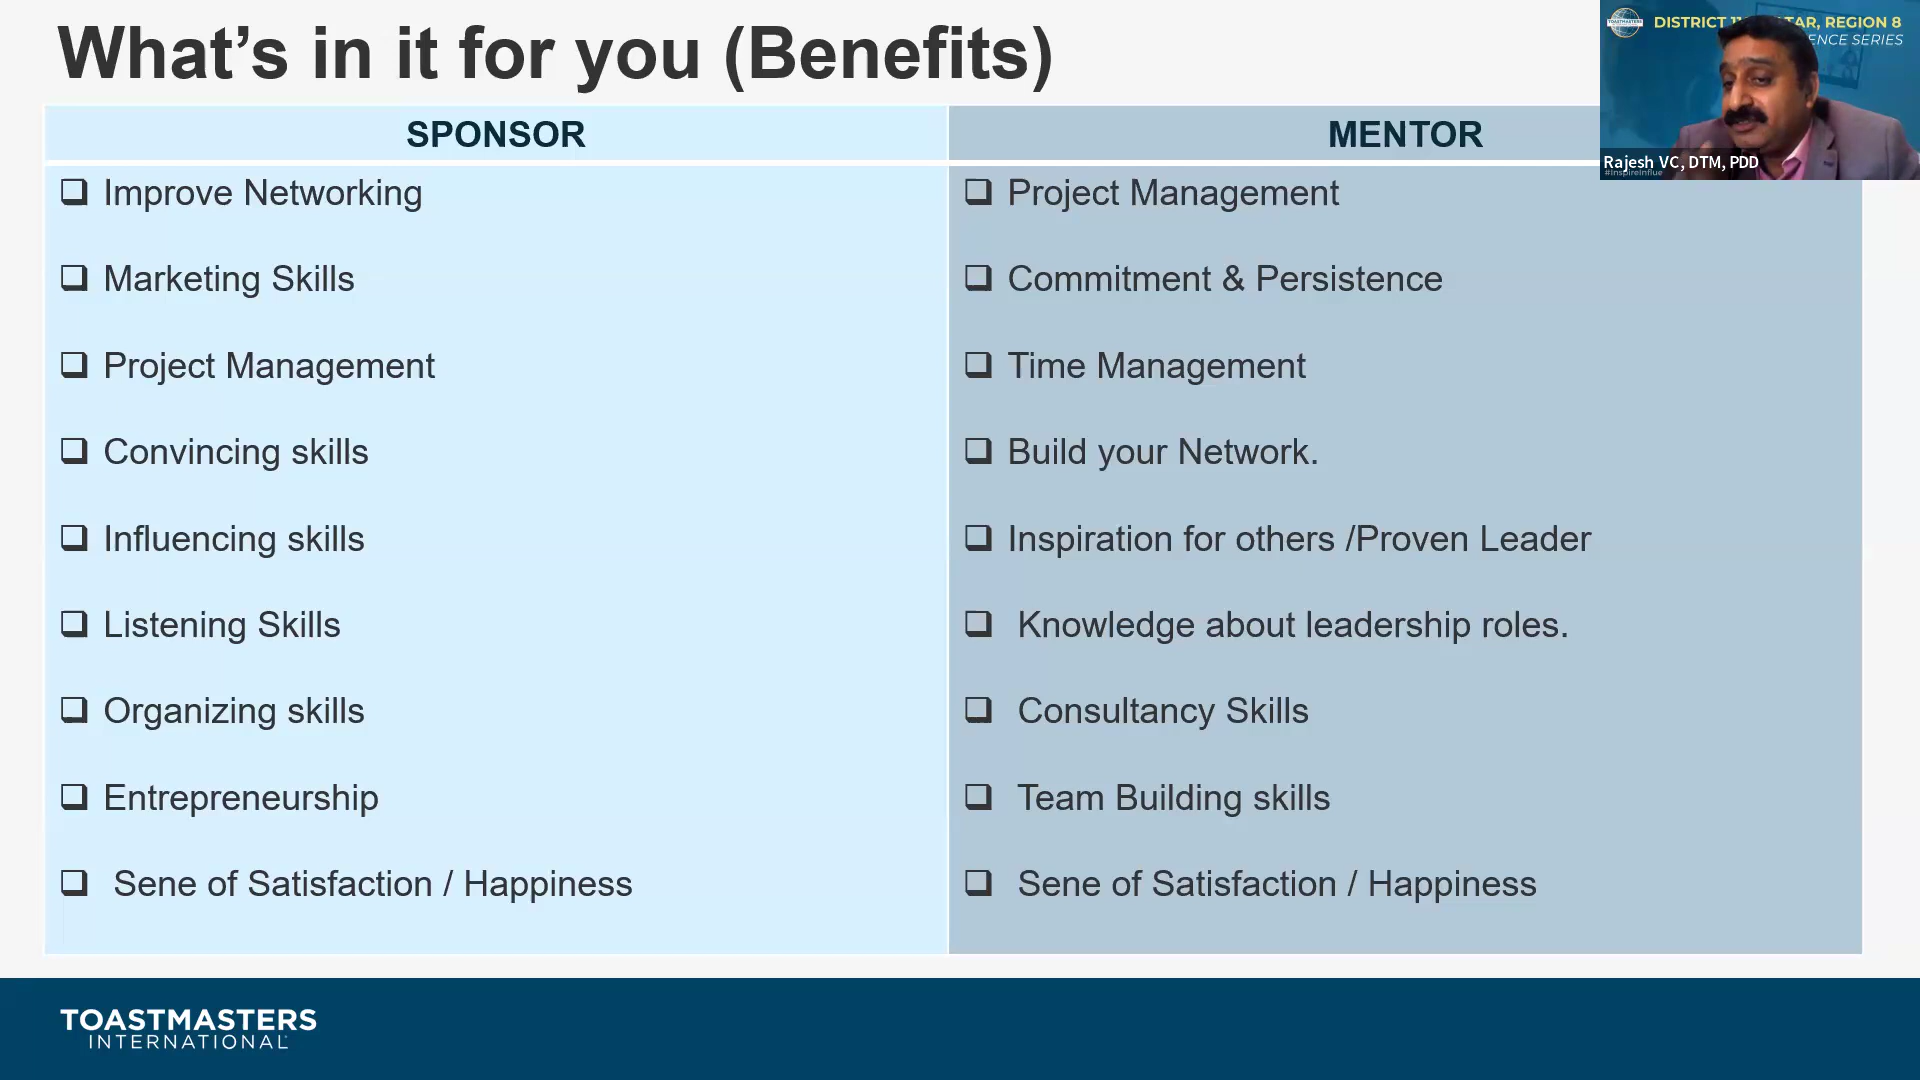 What’s in it for you (Benefits)
SPONSOR
Improve Networking
Marketing Skills
Project Management
Convincing skills
Influencing skills
Listening Skills
Organizing skills
Entrepreneurship
Sene of Satisfaction / Happiness
MENTOR
Project Management
Commitment & Persistence
Time Management
Build your Network.
Inspiration for others /Proven Leader
Knowledge about leadership roles.
Consultancy Skills
Team Building skills
Sene of Satisfaction / Happiness
DISTRICT REGION 8
SERIES
Rajesh VC, DTM, PDD
TOASTMASTERS
INTERNATIONAL